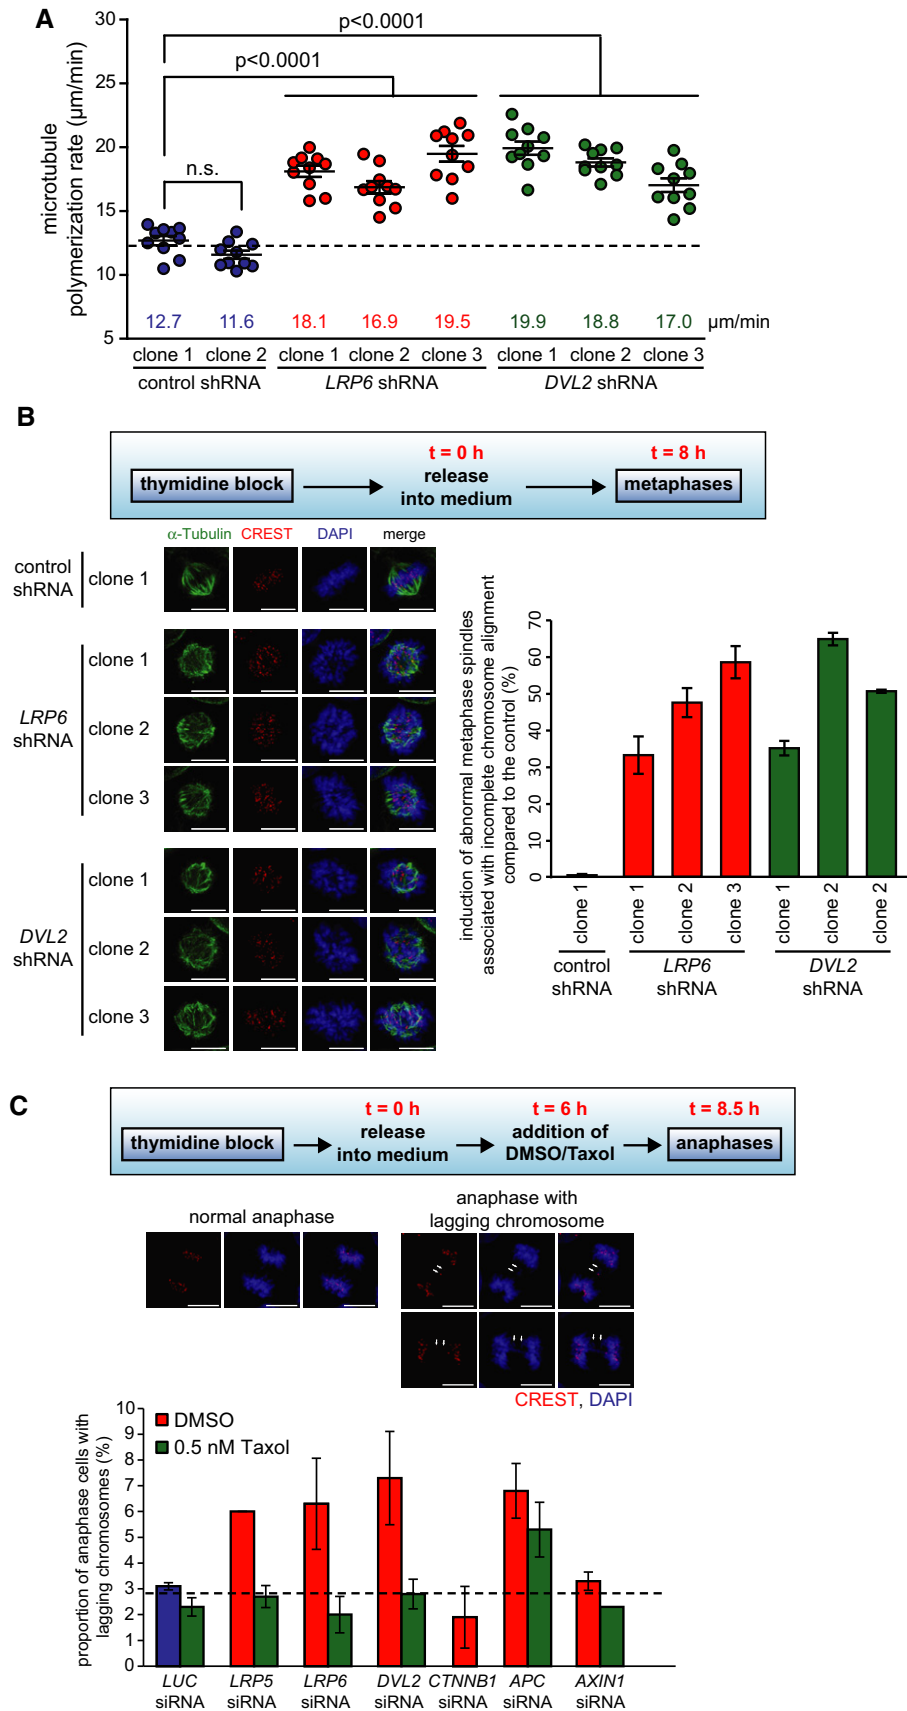 A
microtubule
polymerization rate (µm/min)
30
25
20
15
10
5
p<0.0001
p<0.0001
n.s.
12.7 11.6 18.1 16.9 19.5 19.9 18.8 17.0 µm/min
clone 1 clone 2 clone 1 clone 2 clone 3 clone 1 clone 2 clone 3
control shRNA LRP6 shRNA DVL2 shRNA
B
t = 0 h t = 8 h
thymidine block release into medium metaphases
α-Tubulin CREST DAPI merge
control shRNA clone 1
LRP6 shRNA
clone 1
clone 2
clone 3
DVL2 shRNA
clone 1
clone 2
clone 3
induction of abnormal metaphase spindles
associated with incomplete chromosome alignment
compared to the control (%)
70
60
50
40
30
20
10
0
clone 1 clone 1 clone 2 clone 3 clone 1 clone 2 clone 2
control shRNA LRP6 shRNA DVL2 shRNA
C
t = 0 h t = 6 h t = 8.5 h
thymidine block release into medium addition of DMSO/Taxol anaphases
normal anaphase
anaphase with
lagging chromosome
CREST, DAPI
proportion of anaphase cells with
lagging chromosomes (%)
10
9
8
7
6
5
4
3
2
1
0
DMSO
0.5 nM Taxol
LUC LRP5 LRP6 DVL2 CTNNB1 APC AXIN1
siRNA siRNA siRNA siRNA siRNA siRNA siRNA